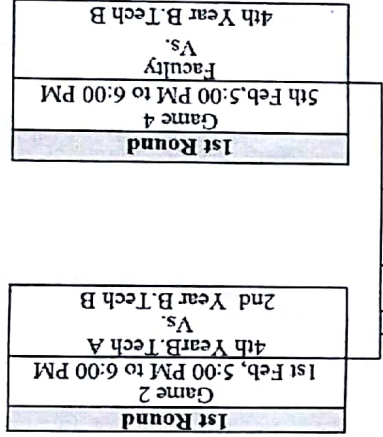 1st Round
Game 2
1st Feb, 5:00 PM to 6:00 PM
4th YearB.Tech A
Vs.
2nd Year B.Tech B
1st Round
Game 4
5th Feb,5:00 PM to 6:00 PM
Faculty
Vs.
4th Year B.Tech B